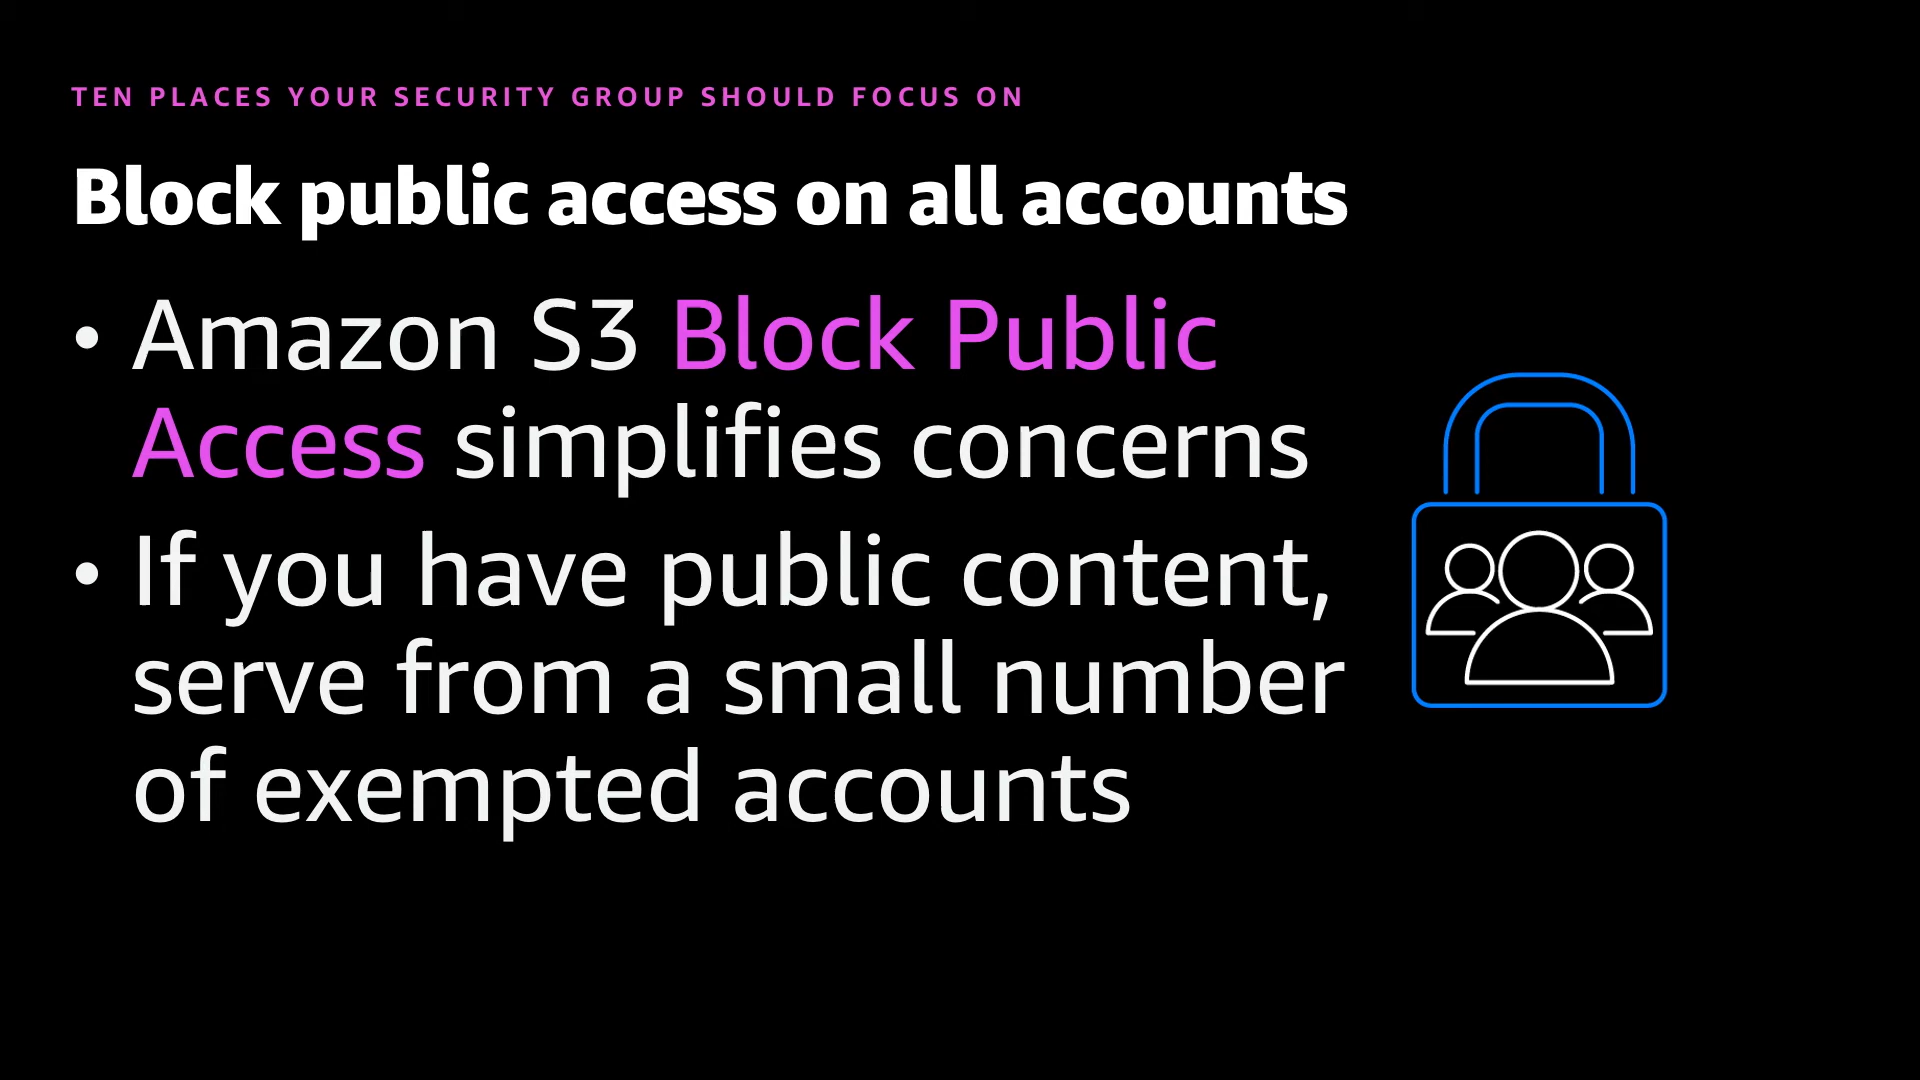 TEN PLACES YOUR SECURITY GROUP SHOULD FOCUS ON
Block public access on all accounts
• Amazon S3 Block Public
Access simplifies concerns
• If you have public content,
serve from a small number
of exempted accounts